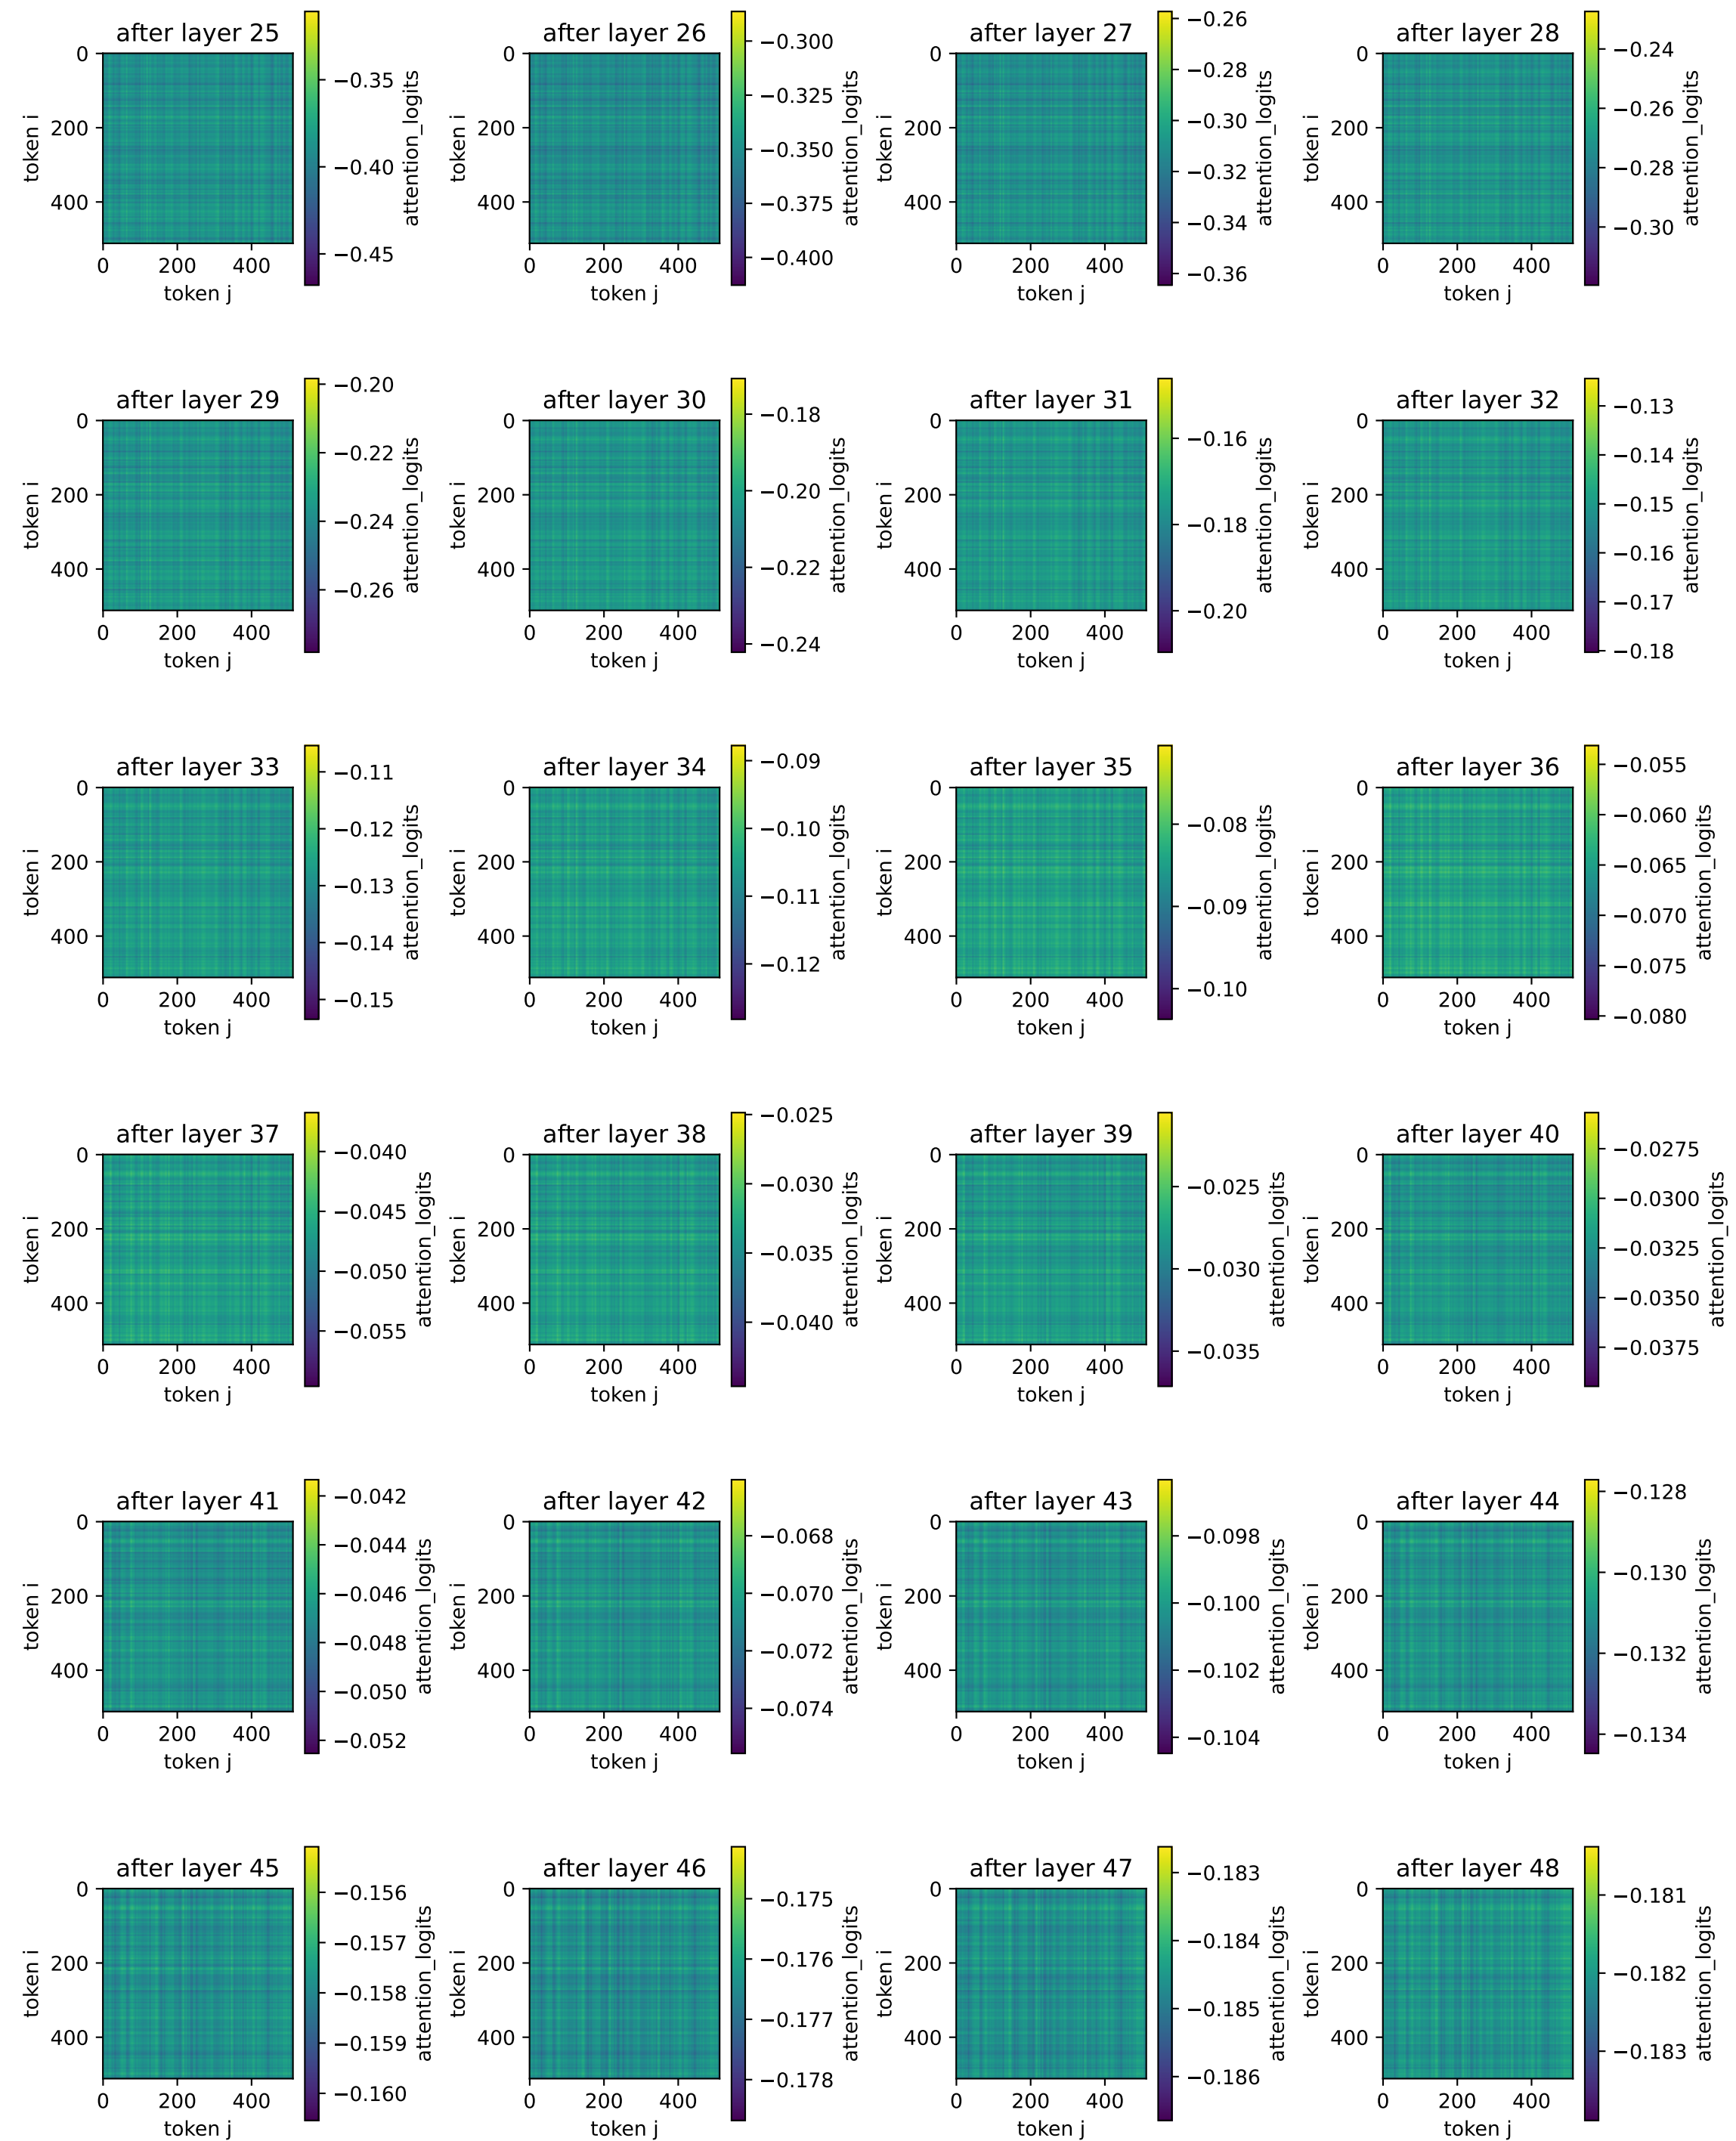 after layer 25
0
200
400
token i
0 200 400
token j
−0.35
−0.40
−0.45
attention_logits
after layer 26
0
200
400
token i
0 200 400
token j
−0.300
−0.325
−0.350
−0.375
−0.400
attention_logits
after layer 27
0
200
400
token i
0 200 400
token j
−0.26
−0.28
−0.30
−0.32
−0.34
−0.36
attention_logits
after layer 28
0
200
400
token i
0 200 400
token j
−0.24
−0.26
−0.28
−0.30
attention_logits
after layer 29
0
200
400
token i
0 200 400
token j
−0.20
−0.22
−0.24
−0.26
attention_logits
after layer 30
0
200
400
token i
0 200 400
token j
−0.18
−0.20
−0.22
−0.24
attention_logits
after layer 31
0
200
400
token i
0 200 400
token j
−0.16
−0.18
−0.20
attention_logits
after layer 32
0
200
400
token i
0 200 400
token j
−0.13
−0.14
−0.15
−0.16
−0.17
−0.18
attention_logits
after layer 33
0
200
400
token i
0 200 400
token j
−0.11
−0.12
−0.13
−0.14
−0.15
attention_logits
after layer 34
0
200
400
token i
0 200 400
token j
−0.09
−0.10
−0.11
−0.12
attention_logits
after layer 35
0
200
400
token i
0 200 400
token j
−0.08
−0.09
−0.10
attention_logits
after layer 36
0
200
400
token i
0 200 400
token j
−0.055
−0.060
−0.065
−0.070
−0.075
−0.080
attention_logits
after layer 37
0
200
400
token i
0 200 400
token j
−0.040
−0.045
−0.050
−0.055
attention_logits
after layer 38
0
200
400
token i
0 200 400
token j
−0.025
−0.030
−0.035
−0.040
attention_logits
after layer 39
0
200
400
token i
0 200 400
token j
−0.025
−0.030
−0.035
attention_logits
after layer 40
0
200
400
token i
0 200 400
token j
−0.0275
−0.0300
−0.0325
−0.0350
−0.0375
attention_logits
after layer 41
0
200
400
token i
0 200 400
token j
−0.042
−0.044
−0.046
−0.048
−0.050
−0.052
attention_logits
after layer 42
0
200
400
token i
0 200 400
token j
−0.068
−0.070
−0.072
−0.074
attention_logits
after layer 43
0
200
400
token i
0 200 400
token j
−0.098
−0.100
−0.102
−0.104
attention_logits
after layer 44
0
200
400
token i
0 200 400
token j
−0.128
−0.130
−0.132
−0.134
attention_logits
after layer 45
0
200
400
token i
0 200 400
token j
−0.156
−0.157
−0.158
−0.159
−0.160
attention_logits
after layer 46
0
200
400
token i
0 200 400
token j
−0.175
−0.176
−0.177
−0.178
attention_logits
after layer 47
0
200
400
token i
0 200 400
token j
−0.183
−0.184
−0.185
−0.186
attention_logits
after layer 48
0
200
400
token i
0 200 400
token j
−0.181
−0.182
−0.183
attention_logits